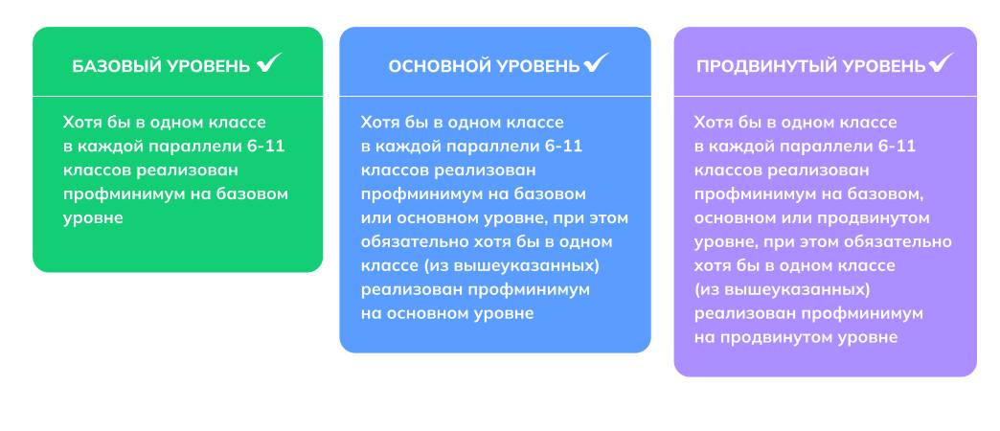 БАЗОВЫЙ УРОВЕНЬ
Хотя бы в одном классе
в каждой параллели 6-11
классов реализован
профминимум на базовом
уровне
ОСНОВНОЙ УРОВЕНЬ
Хотя бы в одном классе
в каждой параллели 6-11
классов реализован
профминимум на базовом
или основном уровне, при этом
обязательно хотя бы в одном
классе (из вышеуказанных)
реализован профминимум
на основном уровне
ПРОДВИНУТЫЙ УРОВЕНЬ
Хотя бы в одном классе
в каждой параллели 6-11
классов реализован
профминимум на базовом,
основном или продвинутом
уровне, при этом обязательно
хотя бы в одном классе
(из вышеуказанных)
реализован профминимум
на продвинутом уровне